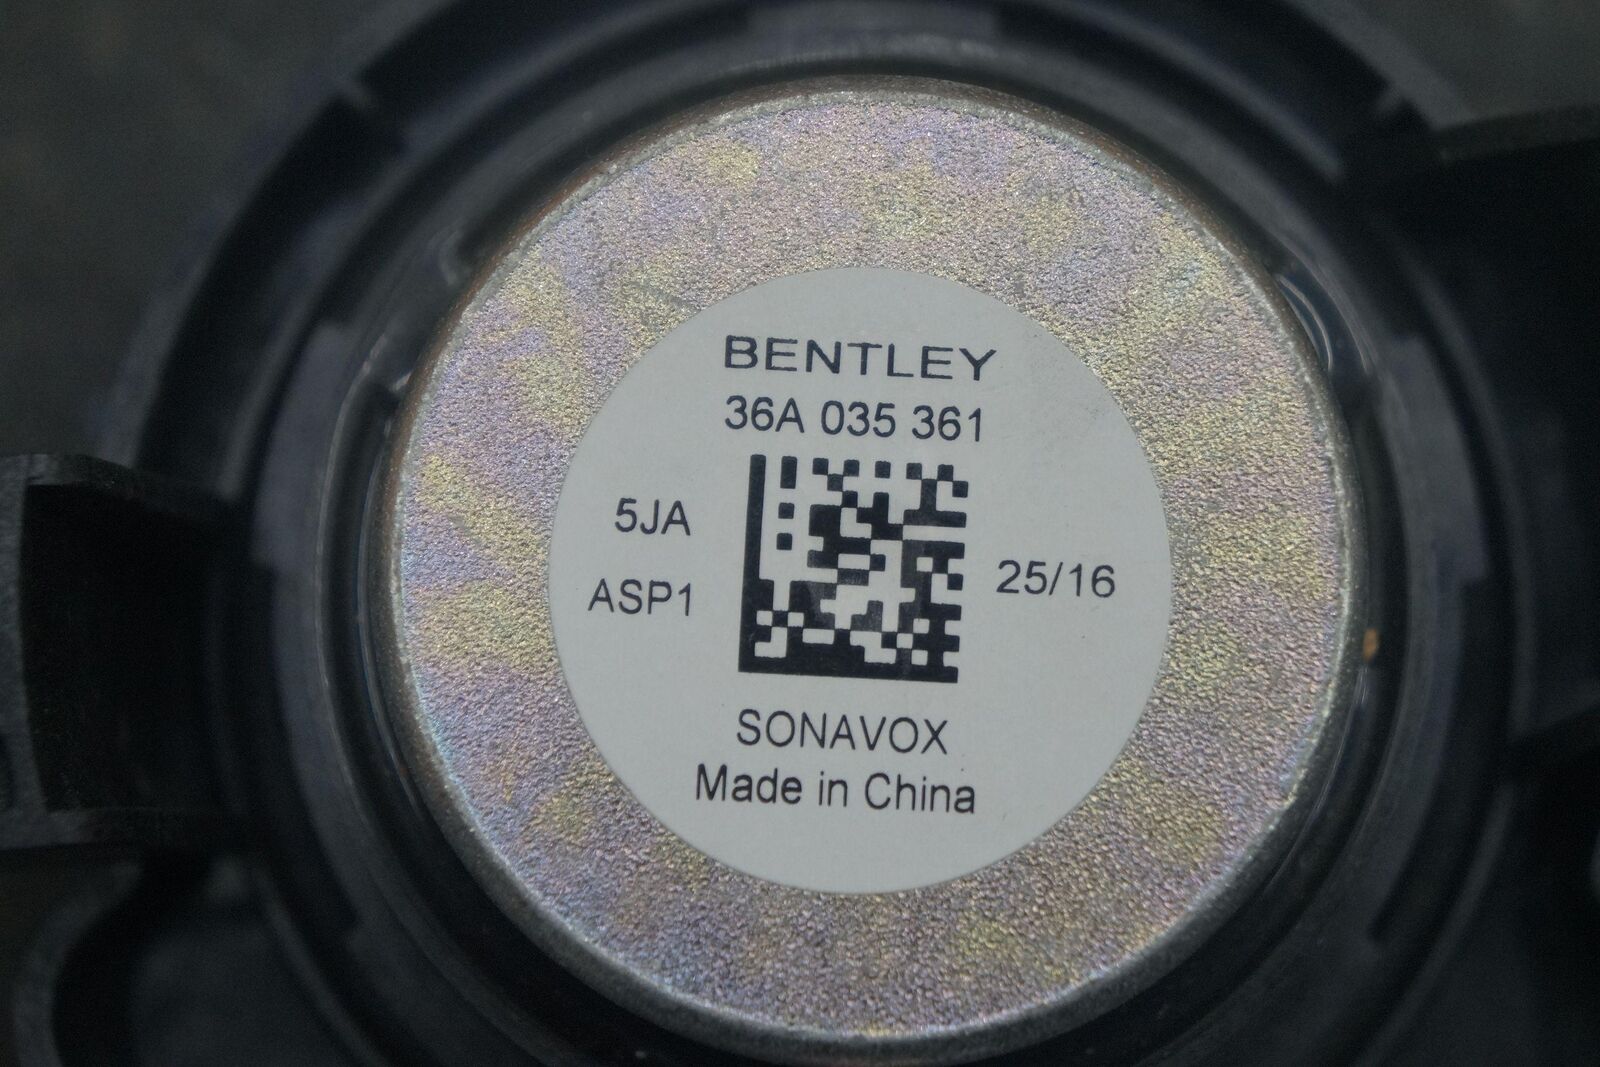 BENTLEY
36A 035 361
5JA
ASP1
25/16
SONAVOX
Made in China